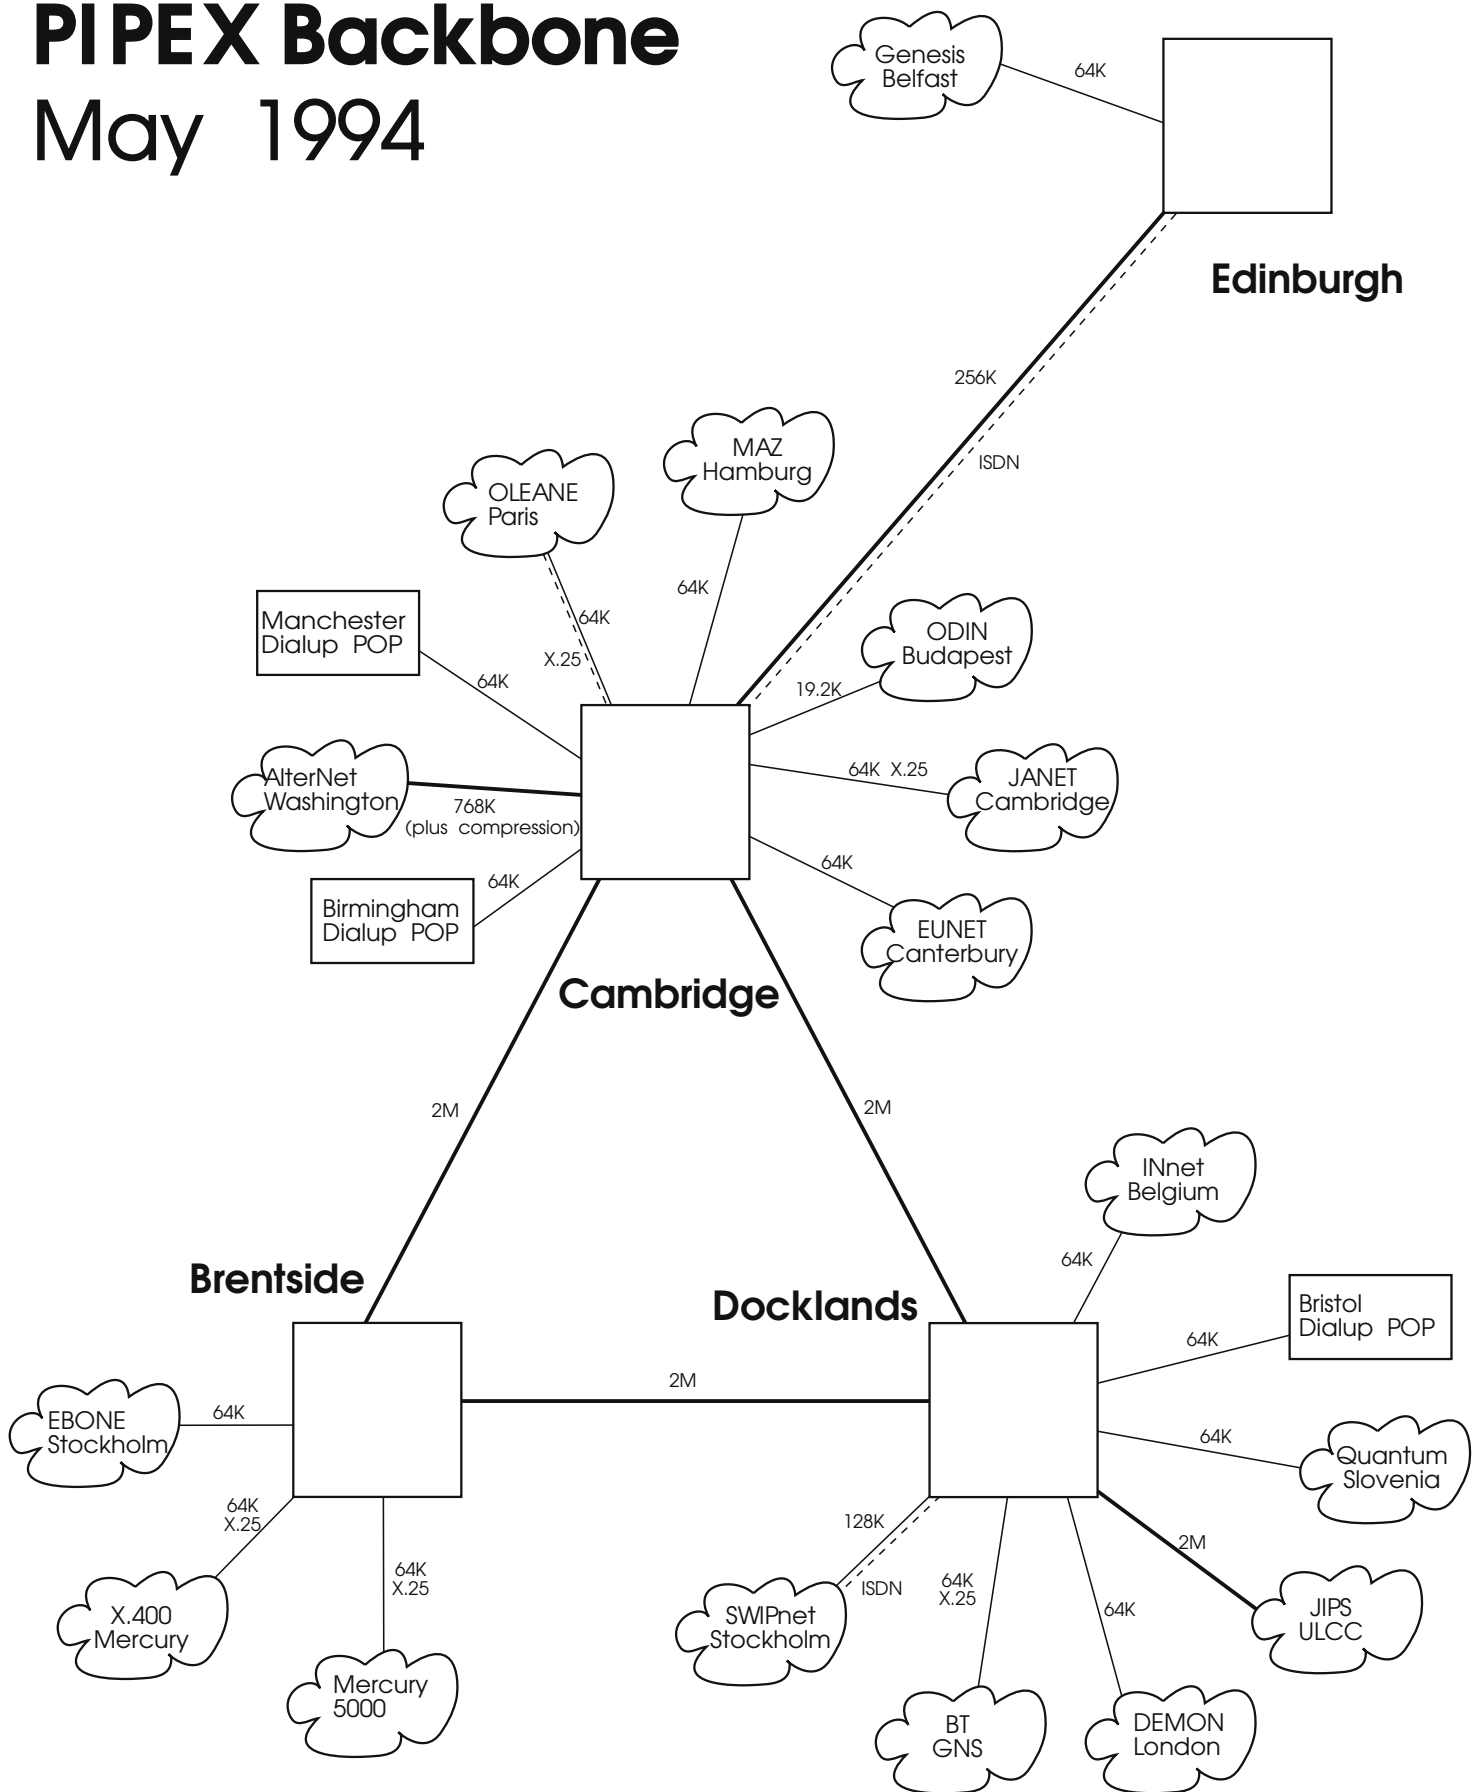 PIPEX Backbone
May 1994
Genesis
Belfast
64K
Edinburgh
256K
ISDN
MAZ
Hamburg
OLEANE
Paris
64K
64K
X.25
Manchester
Dialup POP
64K
ODIN
Budapest
19.2K
AlterNet
Washington
768K
(plus compression)
64K X.25
JANET
Cambridge
64K
Birmingham
Dialup POP
64K
EUNET
Canterbury
Cambridge
2M
2M
INnet
Belgium
64K
Brentside
Docklands
Bristol
Dialup POP
64K
2M
EBONE
Stockholm
64K
64K
Quantum
Slovenia
64K
X.25
X.400
Mercury
64K
X.25
Mercury
5000
128K
ISDN
SWIPnet
Stockholm
64K
X.25
BT
GNS
64K
DEMON
London
2M
JIPS
ULCC